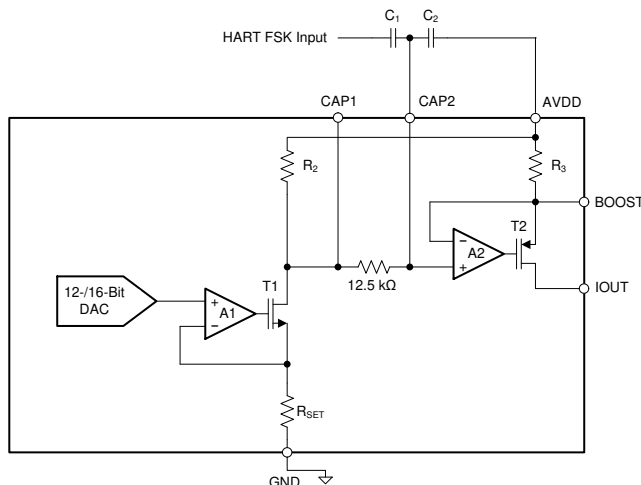 C1 C2
HART FSK Input
CAP1 CAP2 AVDD
R2 R3
BOOST
T2
− A2 +
12-/16-Bit
DAC
T1
+ A1 −
12.5 kΩ
IOUT
RSET
GND